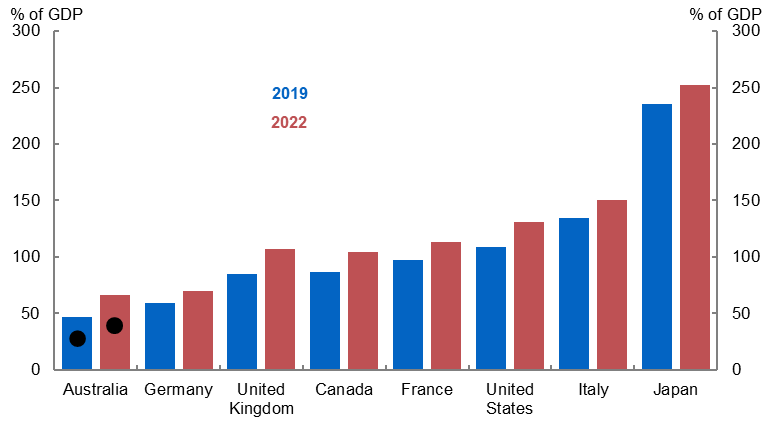 % of GDP
% of GDP
300
300
250
250
200
200
150
150
100
100
50
50
0
0
2019
2022
Australia
Germany
United
Kingdom
Canada
France
United
States
Italy
Japan